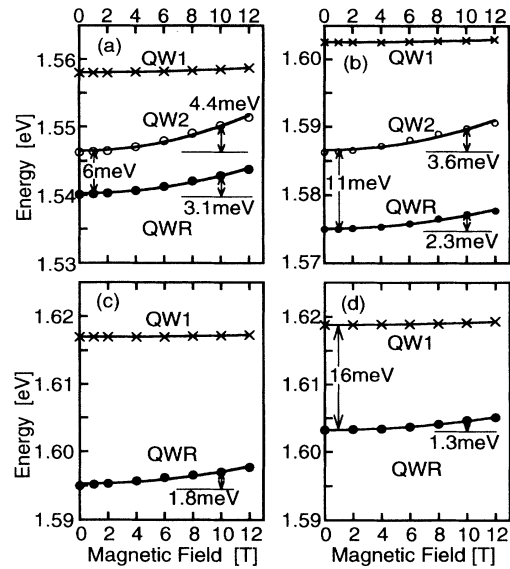 0 2 4 6 8 10 12
0 2 4 6 8 10 12
(a)
1.56
QW1
4.4meV
QW2
1.55
6meV
1.54
3.1meV
QWR
1.53
Energy [eV]
(b)
1.60
QW1
QW2
1.59
3.6meV
11meV
1.58
2.3meV
QWR
1.57
(c)
QW1
1.62
1.61
1.60
QWR
1.8meV
1.59
Energy [eV]
0 2 4 6 8 10 12
Magnetic Field [T]
(d)
1.62
QW1
16meV
1.61
1.60
1.3meV
QWR
1.59
0 2 4 6 8 10 12
Magnetic Field [T]